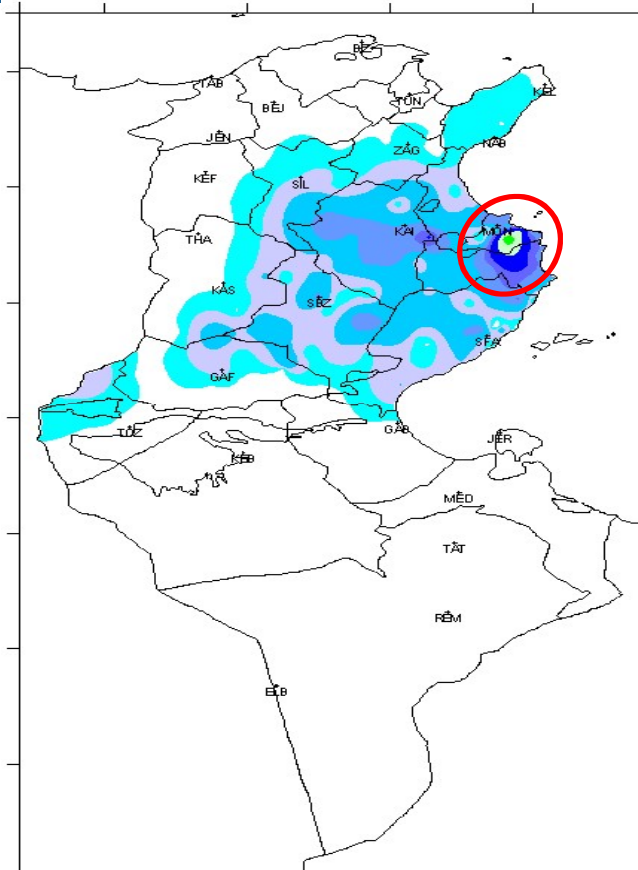 BIZ
TAB
KEL
BEJ
TUN
JEN
NAB
ZAG
KEF
SIL
MON
KAI
THA
KAS
SBZ
SFA
GAF
GAB
TOZ
JER
KEB
MED
TAT
REM
ELB